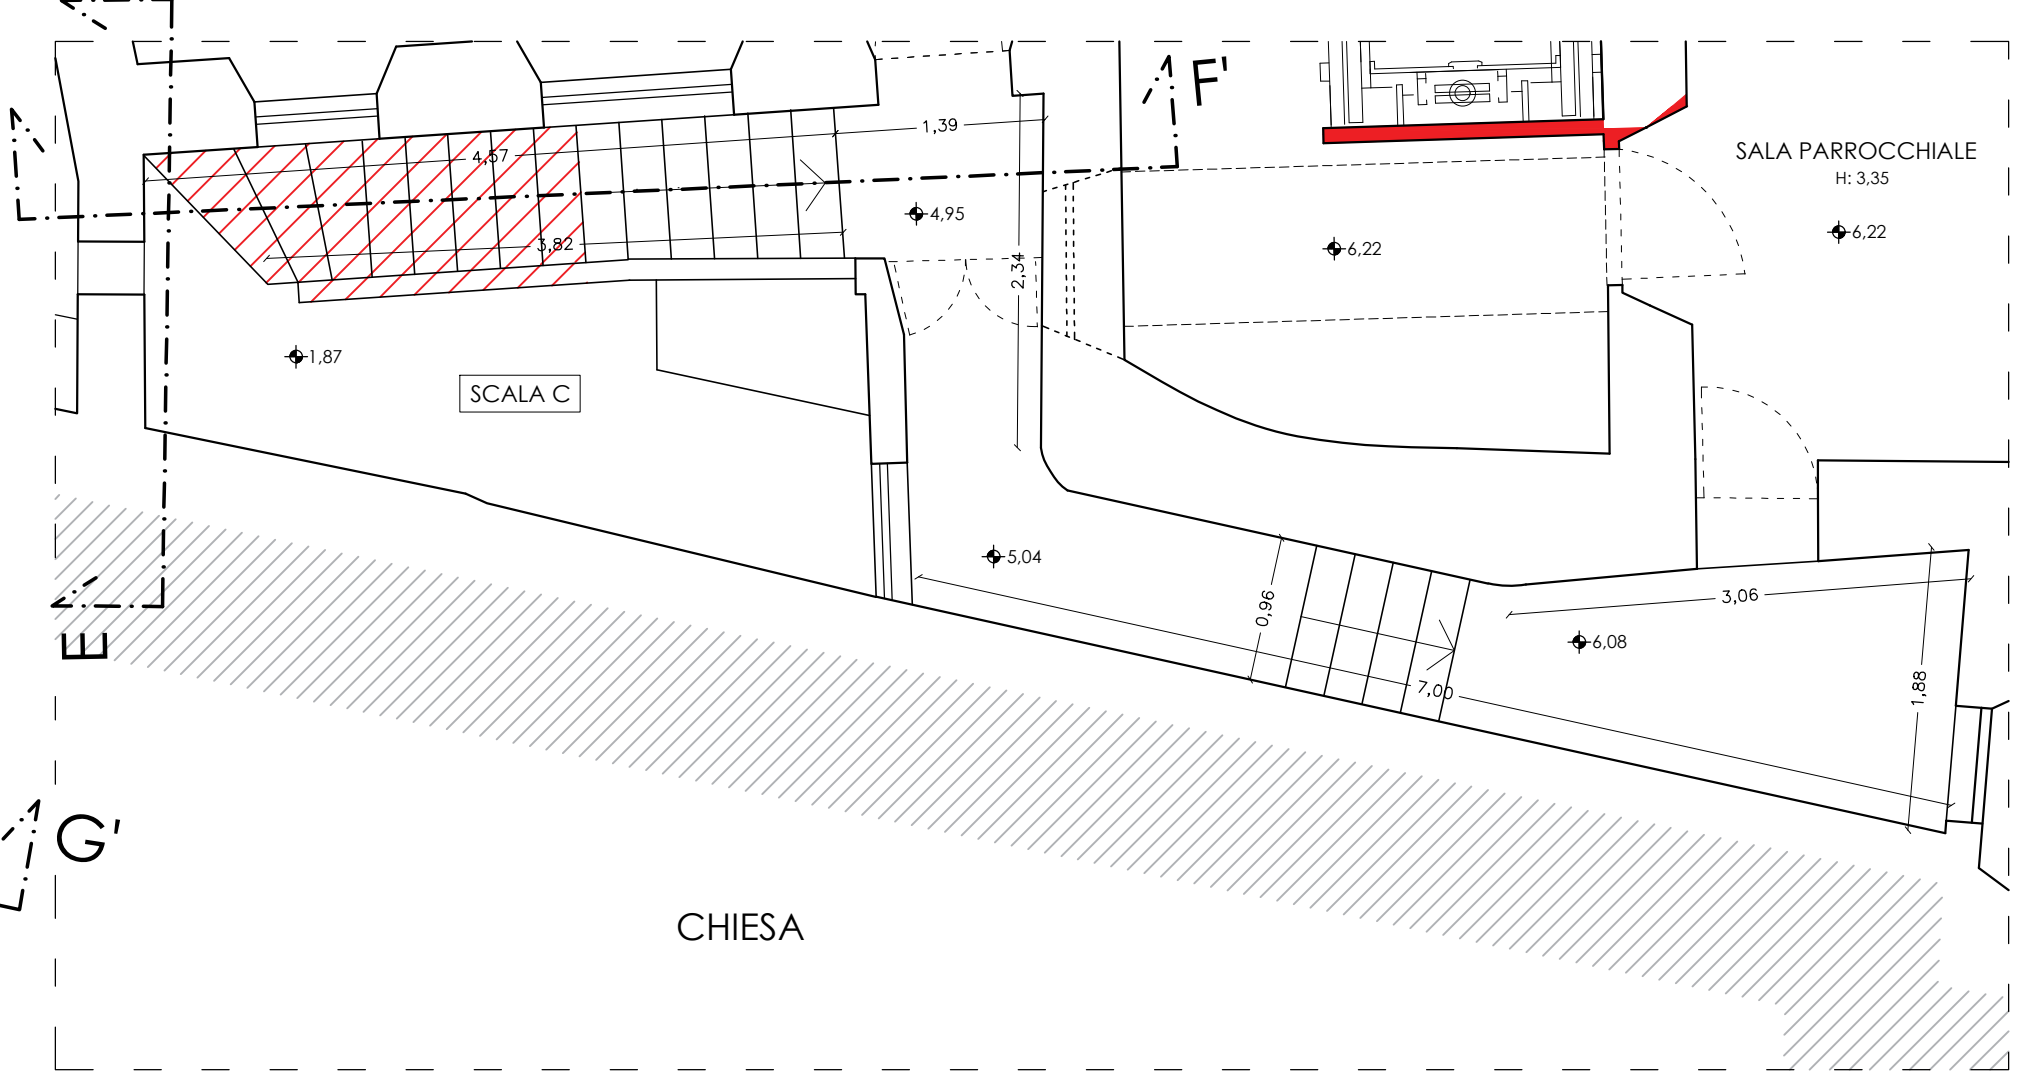 F'
1,39
4,57
SALA PARROCCHIALE
H: 3,35
4,95
6,22
6,22
3,82
2,34
1,87
SCALA C
5,04
0,96
3,06
6,08
E
7,00
1,88
G'
CHIESA